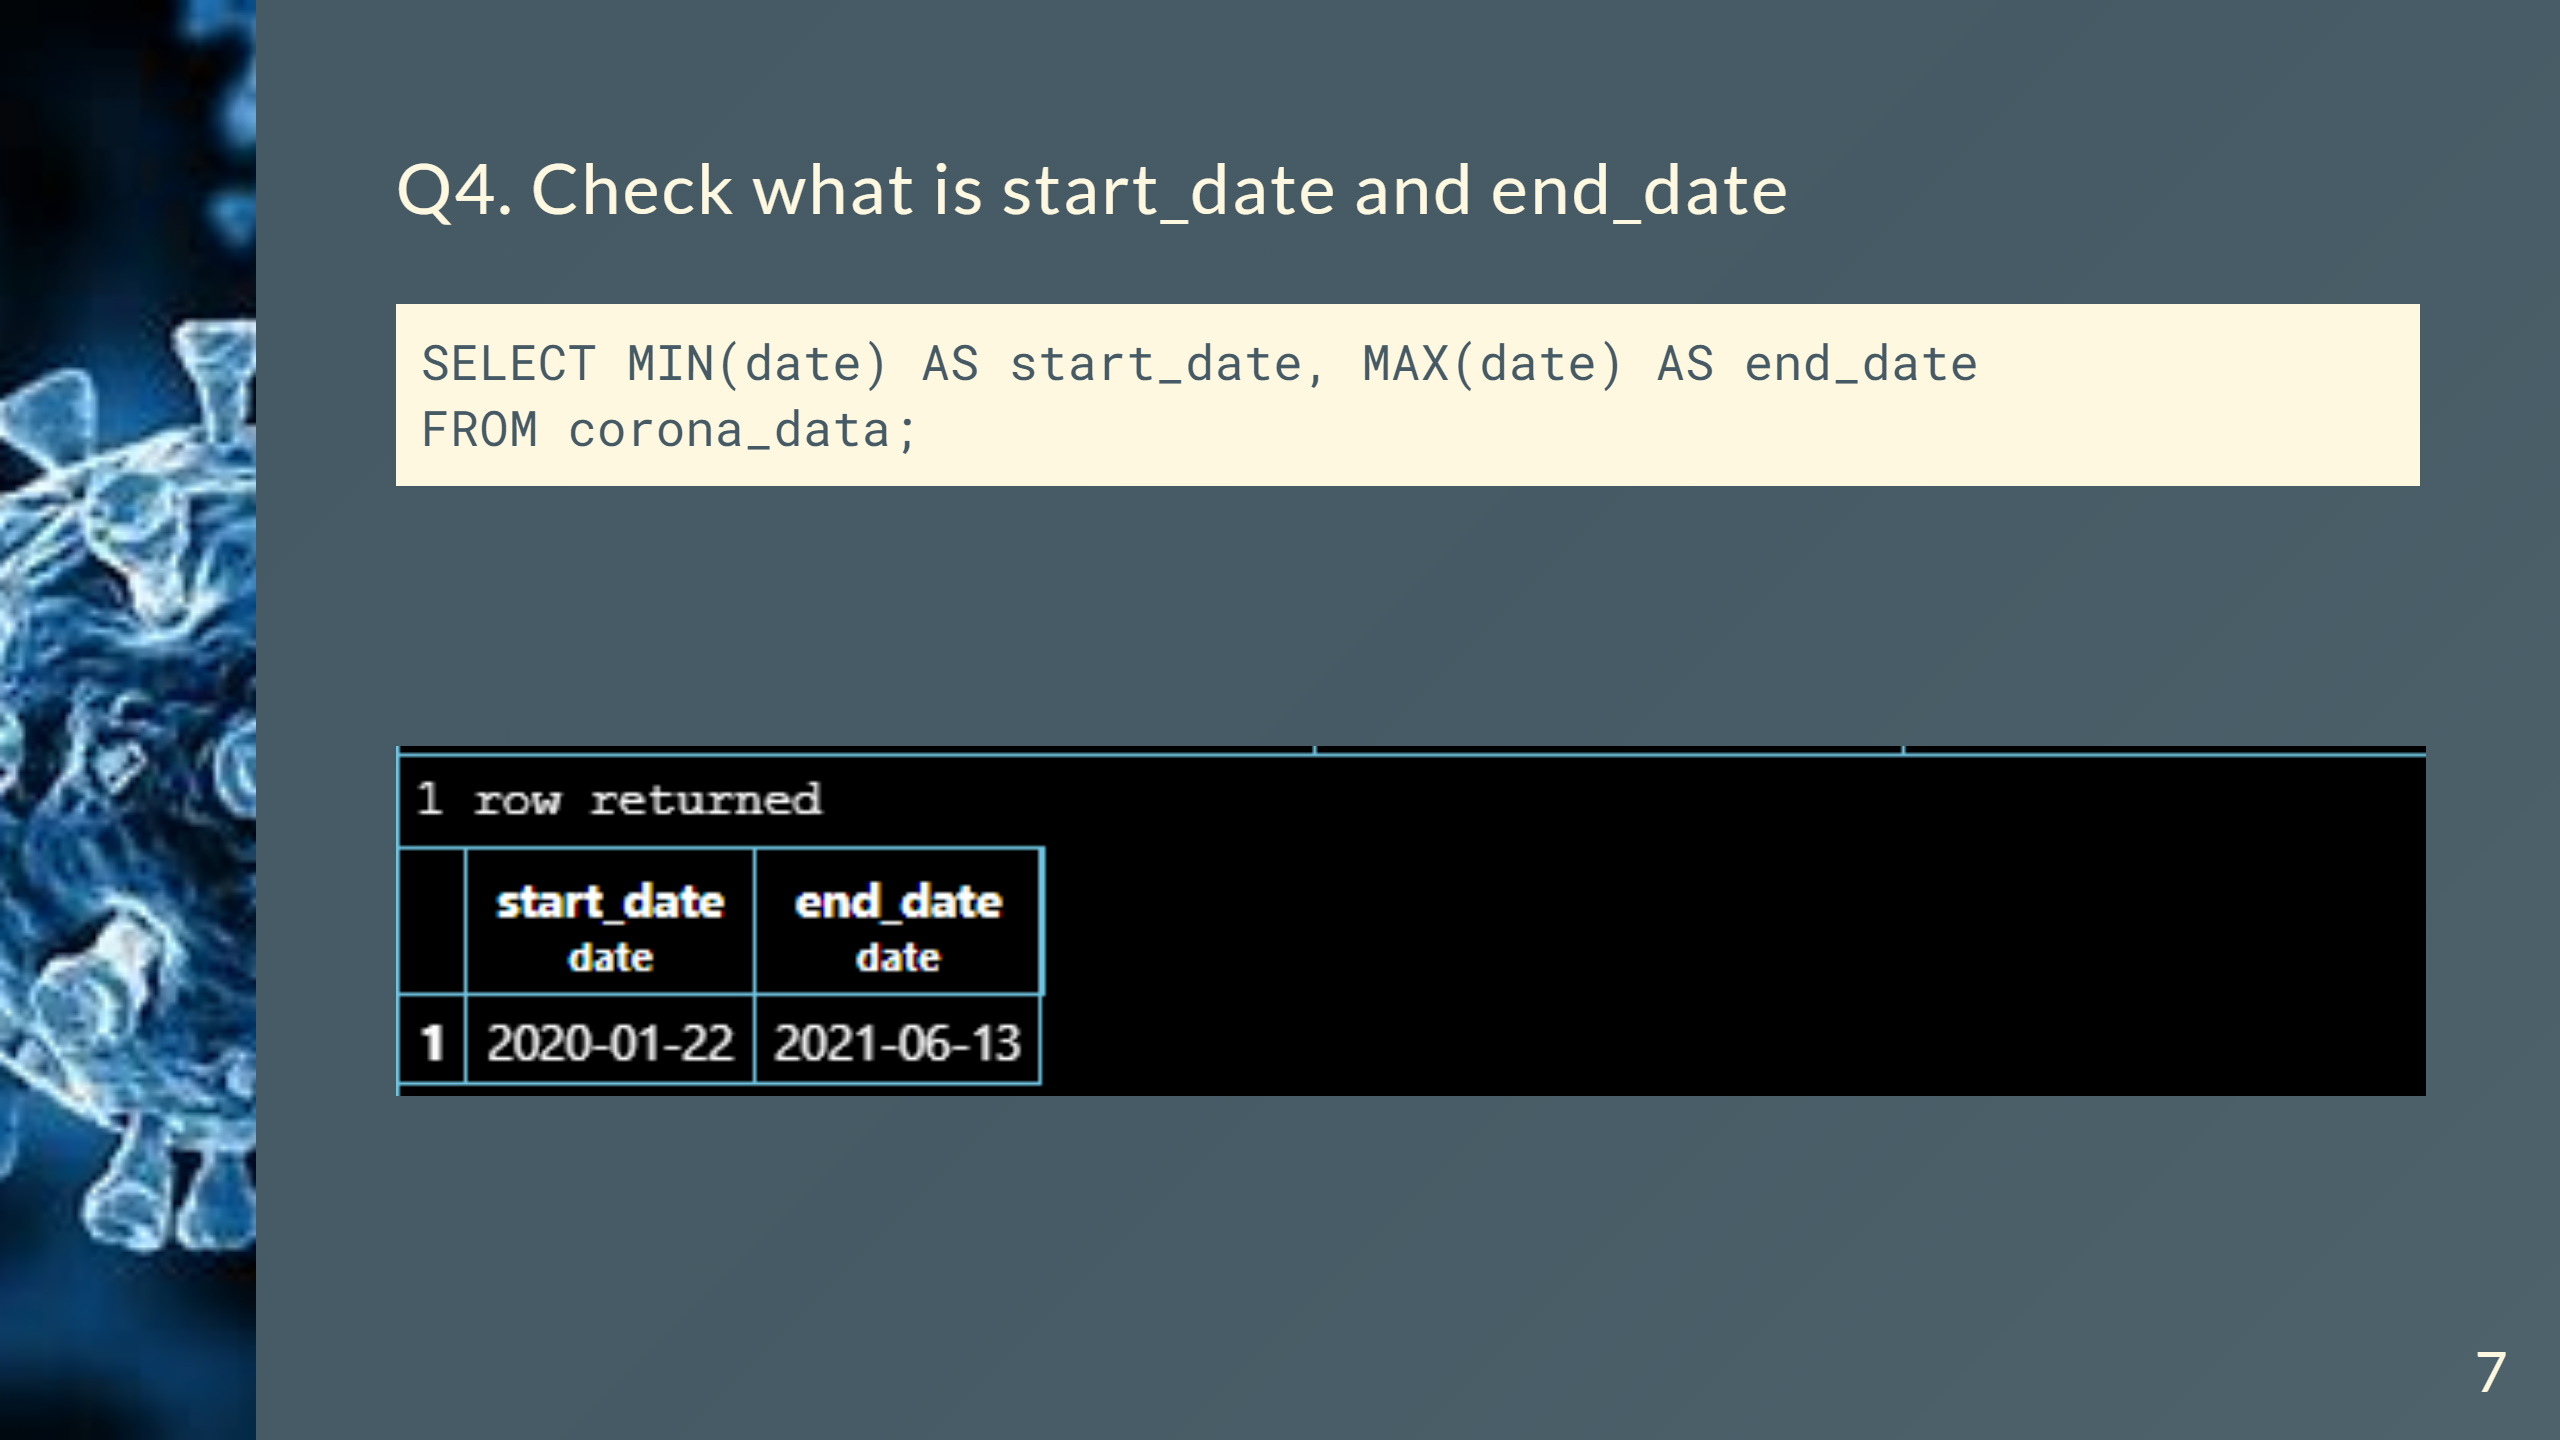 Q4. Check what is start_date and end_date
SELECT MIN(date) AS start_date, MAX(date) AS end_date
FROM corona_data;
1 row returned
start_date end_date
date date
1 2020-01-22 2021-06-13
7